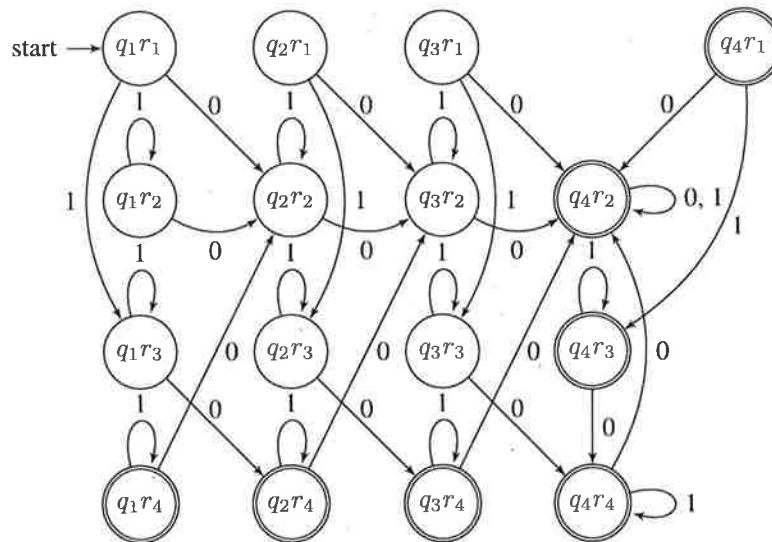 start q₁r₁ q₂r₁ q₃r₁ q₄r₁
1 0 1 0 1 0 0
q₁r₂ q₂r₂ q₃r₂ q₄r₂ 0, 1
1 0 1 0 1 0 1
1 1 1 1
q₁r₃ q₂r₃ q₃r₃ q₄r₃
0 0 0 0
1 0 1 0 1 0 0
q₁r₄ q₂r₄ q₃r₄ q₄r₄ 1